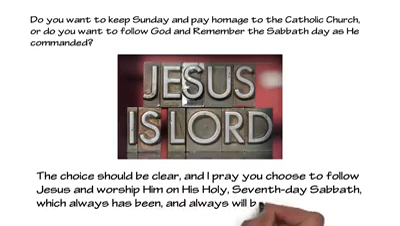 Do you want to keep Sunday and pay homage to the Catholic Church,
or do you want to follow God and Remember the Sabbath day as He
commanded?
JESUS
IS LORD
The choice should be clear, and I pray you choose to follow
Jesus and worship Him on His Holy, Seventh-day Sabbath,
which always has been, and always will b